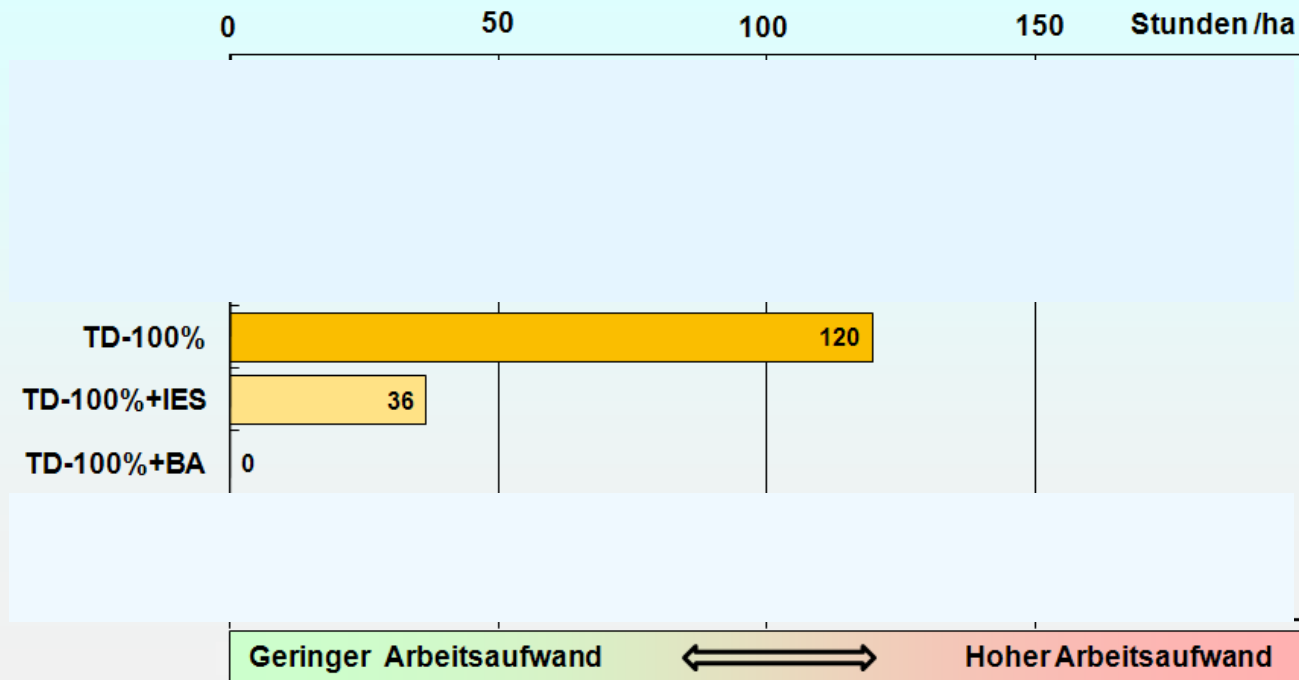 0 50 100 150 Stunden /ha
TD-100% 120
TD-100%+IES 36
TD-100%+BA 0
Geringer Arbeitsaufwand Hoher Arbeitsaufwand